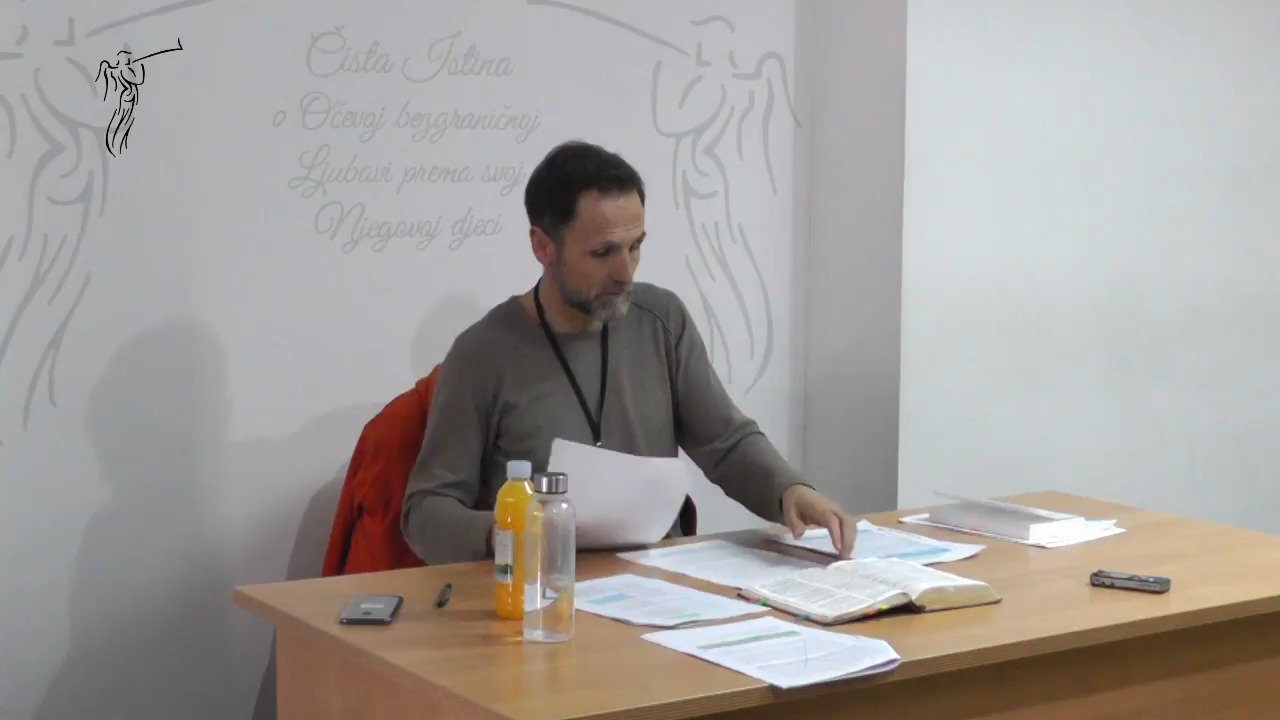 Čista Istina
o Očevoj bezgraničnoj
Ljubavi prema svoj
Njegovoj djeci